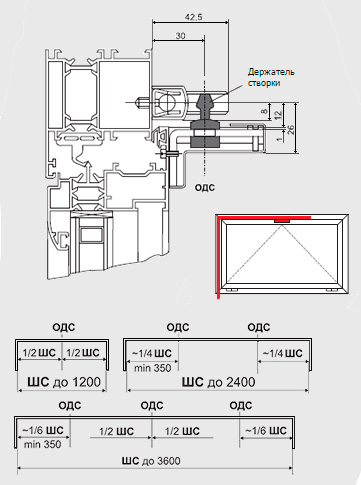 42,5
30
Держатель
створки
8
12
26
1
ОДС
ОДС
ОДС
ОДС
1/2 ШС
1/2 ШС
~1/4 ШС
~1/4 ШС
min 350
ШС до 1200
ШС до 2400
ОДС
ОДС
ОДС
~1/6 ШС
1/2 ШС
1/2 ШС
~1/6 ШС
min 350
ШС до 3600